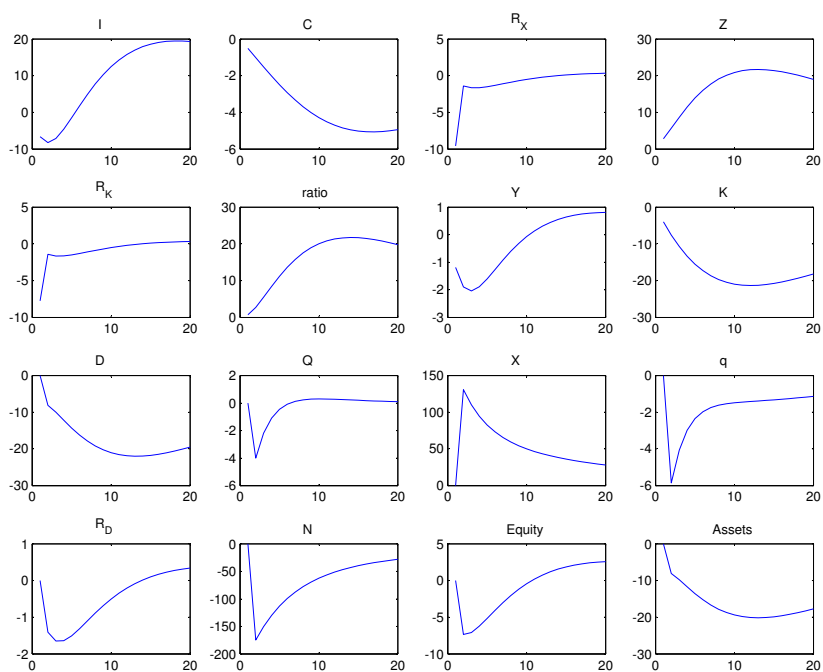 I C R_X Z
20 0 5 30
10 -2 0 20
0 -4 -5 10
-10 -6 -10 0
0 10 20 0 10 20 0 10 20 0 10 20
R_K ratio Y K
5 30 1 0
0 20 0 -10
-5 10 -1 -20
-2
-10 0 -3 -30
0 10 20 0 10 20 0 10 20 0 10 20
D Q X q
0 2 150 0
-10 0 100 -2
-20 -2 50 -4
-4
-30 -6 0 -6
0 10 20 0 10 20 0 10 20 0 10 20
R_D N Equity Assets
1 0 5 0
0 -50 0 -10
-100
-1 -150 -5 -20
-2 -200 -10 -30
0 10 20 0 10 20 0 10 20 0 10 20